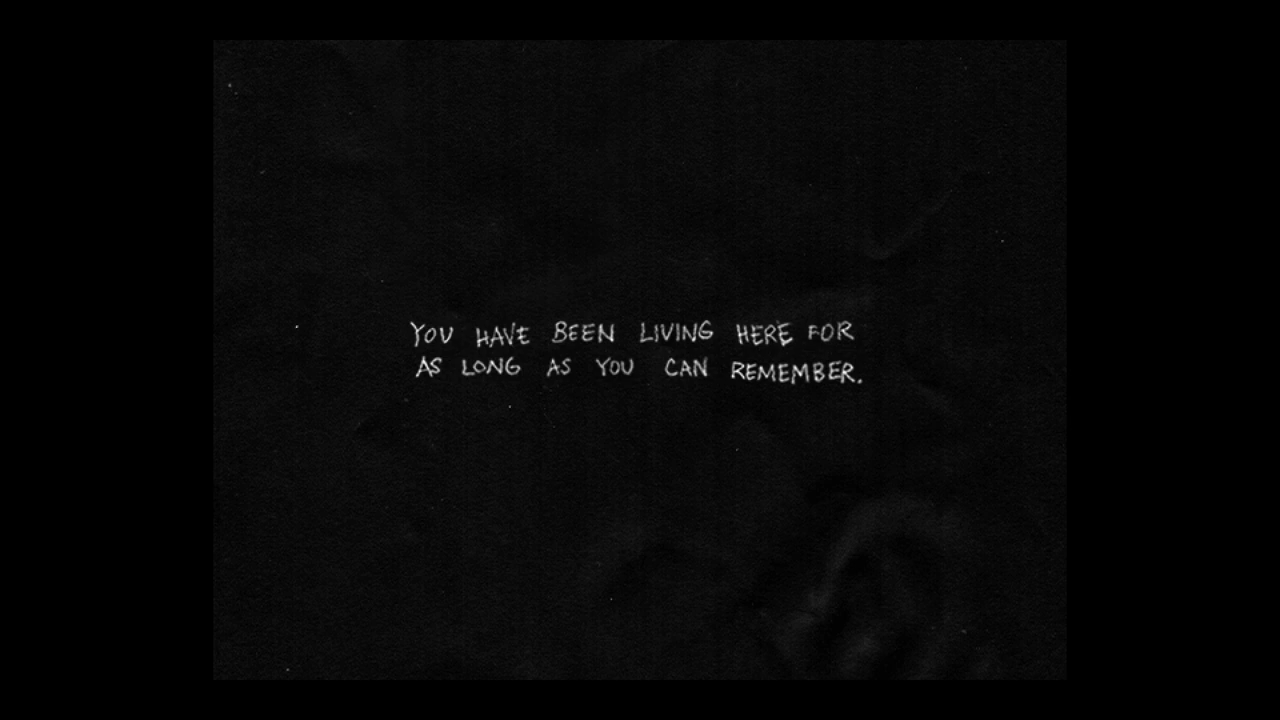 YOU HAVE BEEN LIVING HERE FOR
AS LONG AS YOU CAN REMEMBER.